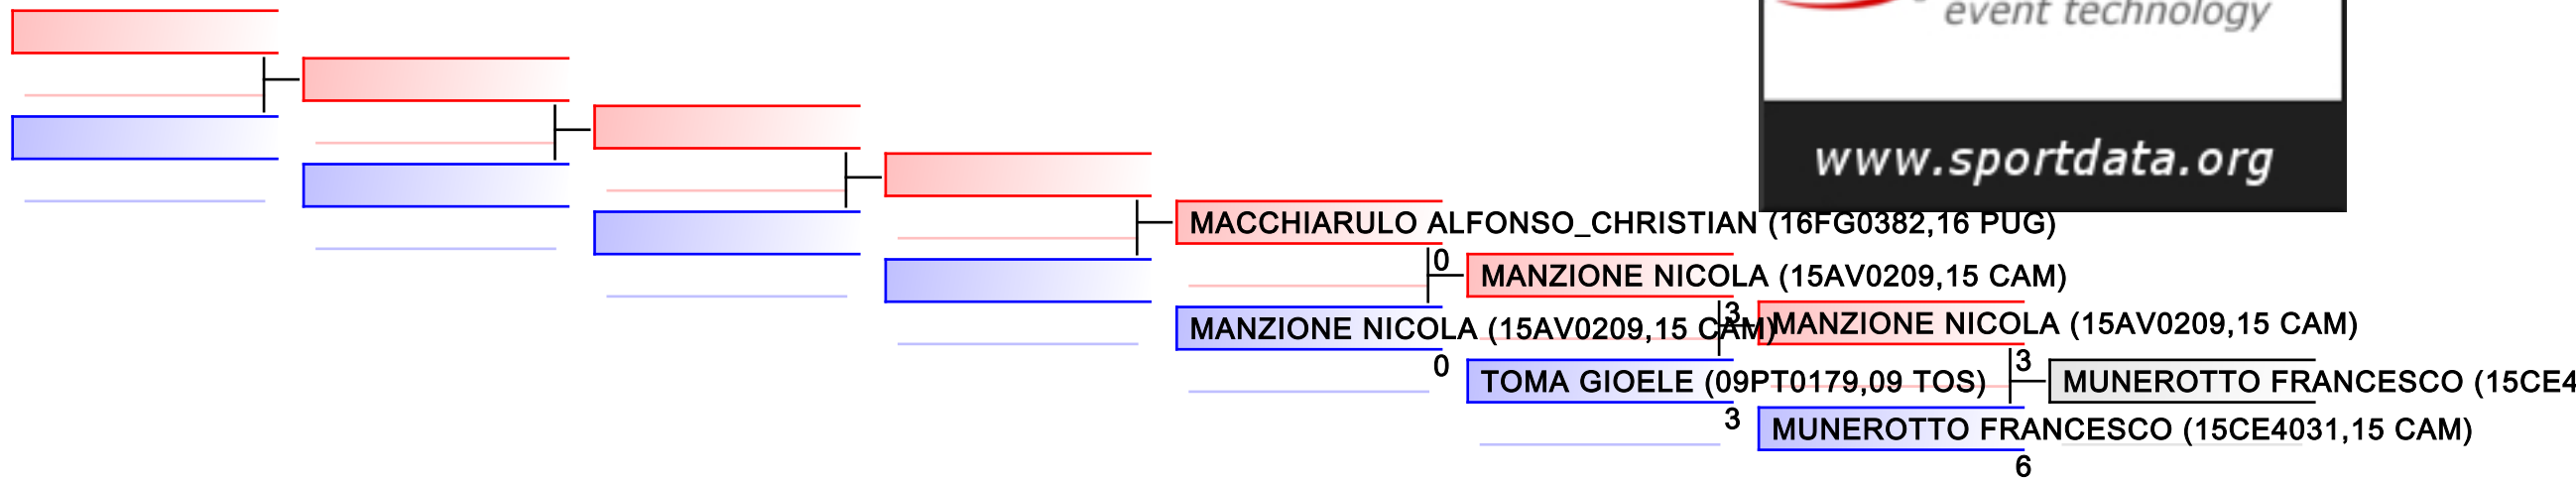 event technology
www.sportdata.org
MACCHIARULO ALFONSO_CHRISTIAN (16FG0382,16 PUG)
0
MANZIONE NICOLA (15AV0209,15 CAM)
3
MANZIONE NICOLA (15AV0209,15 CAM)
MANZIONE NICOLA (15AV0209,15 CAM)
3
0
TOMA GIOELE (09PT0179,09 TOS)
MUNEROTTO FRANCESCO (15CE4
3
MUNEROTTO FRANCESCO (15CE4031,15 CAM)
6